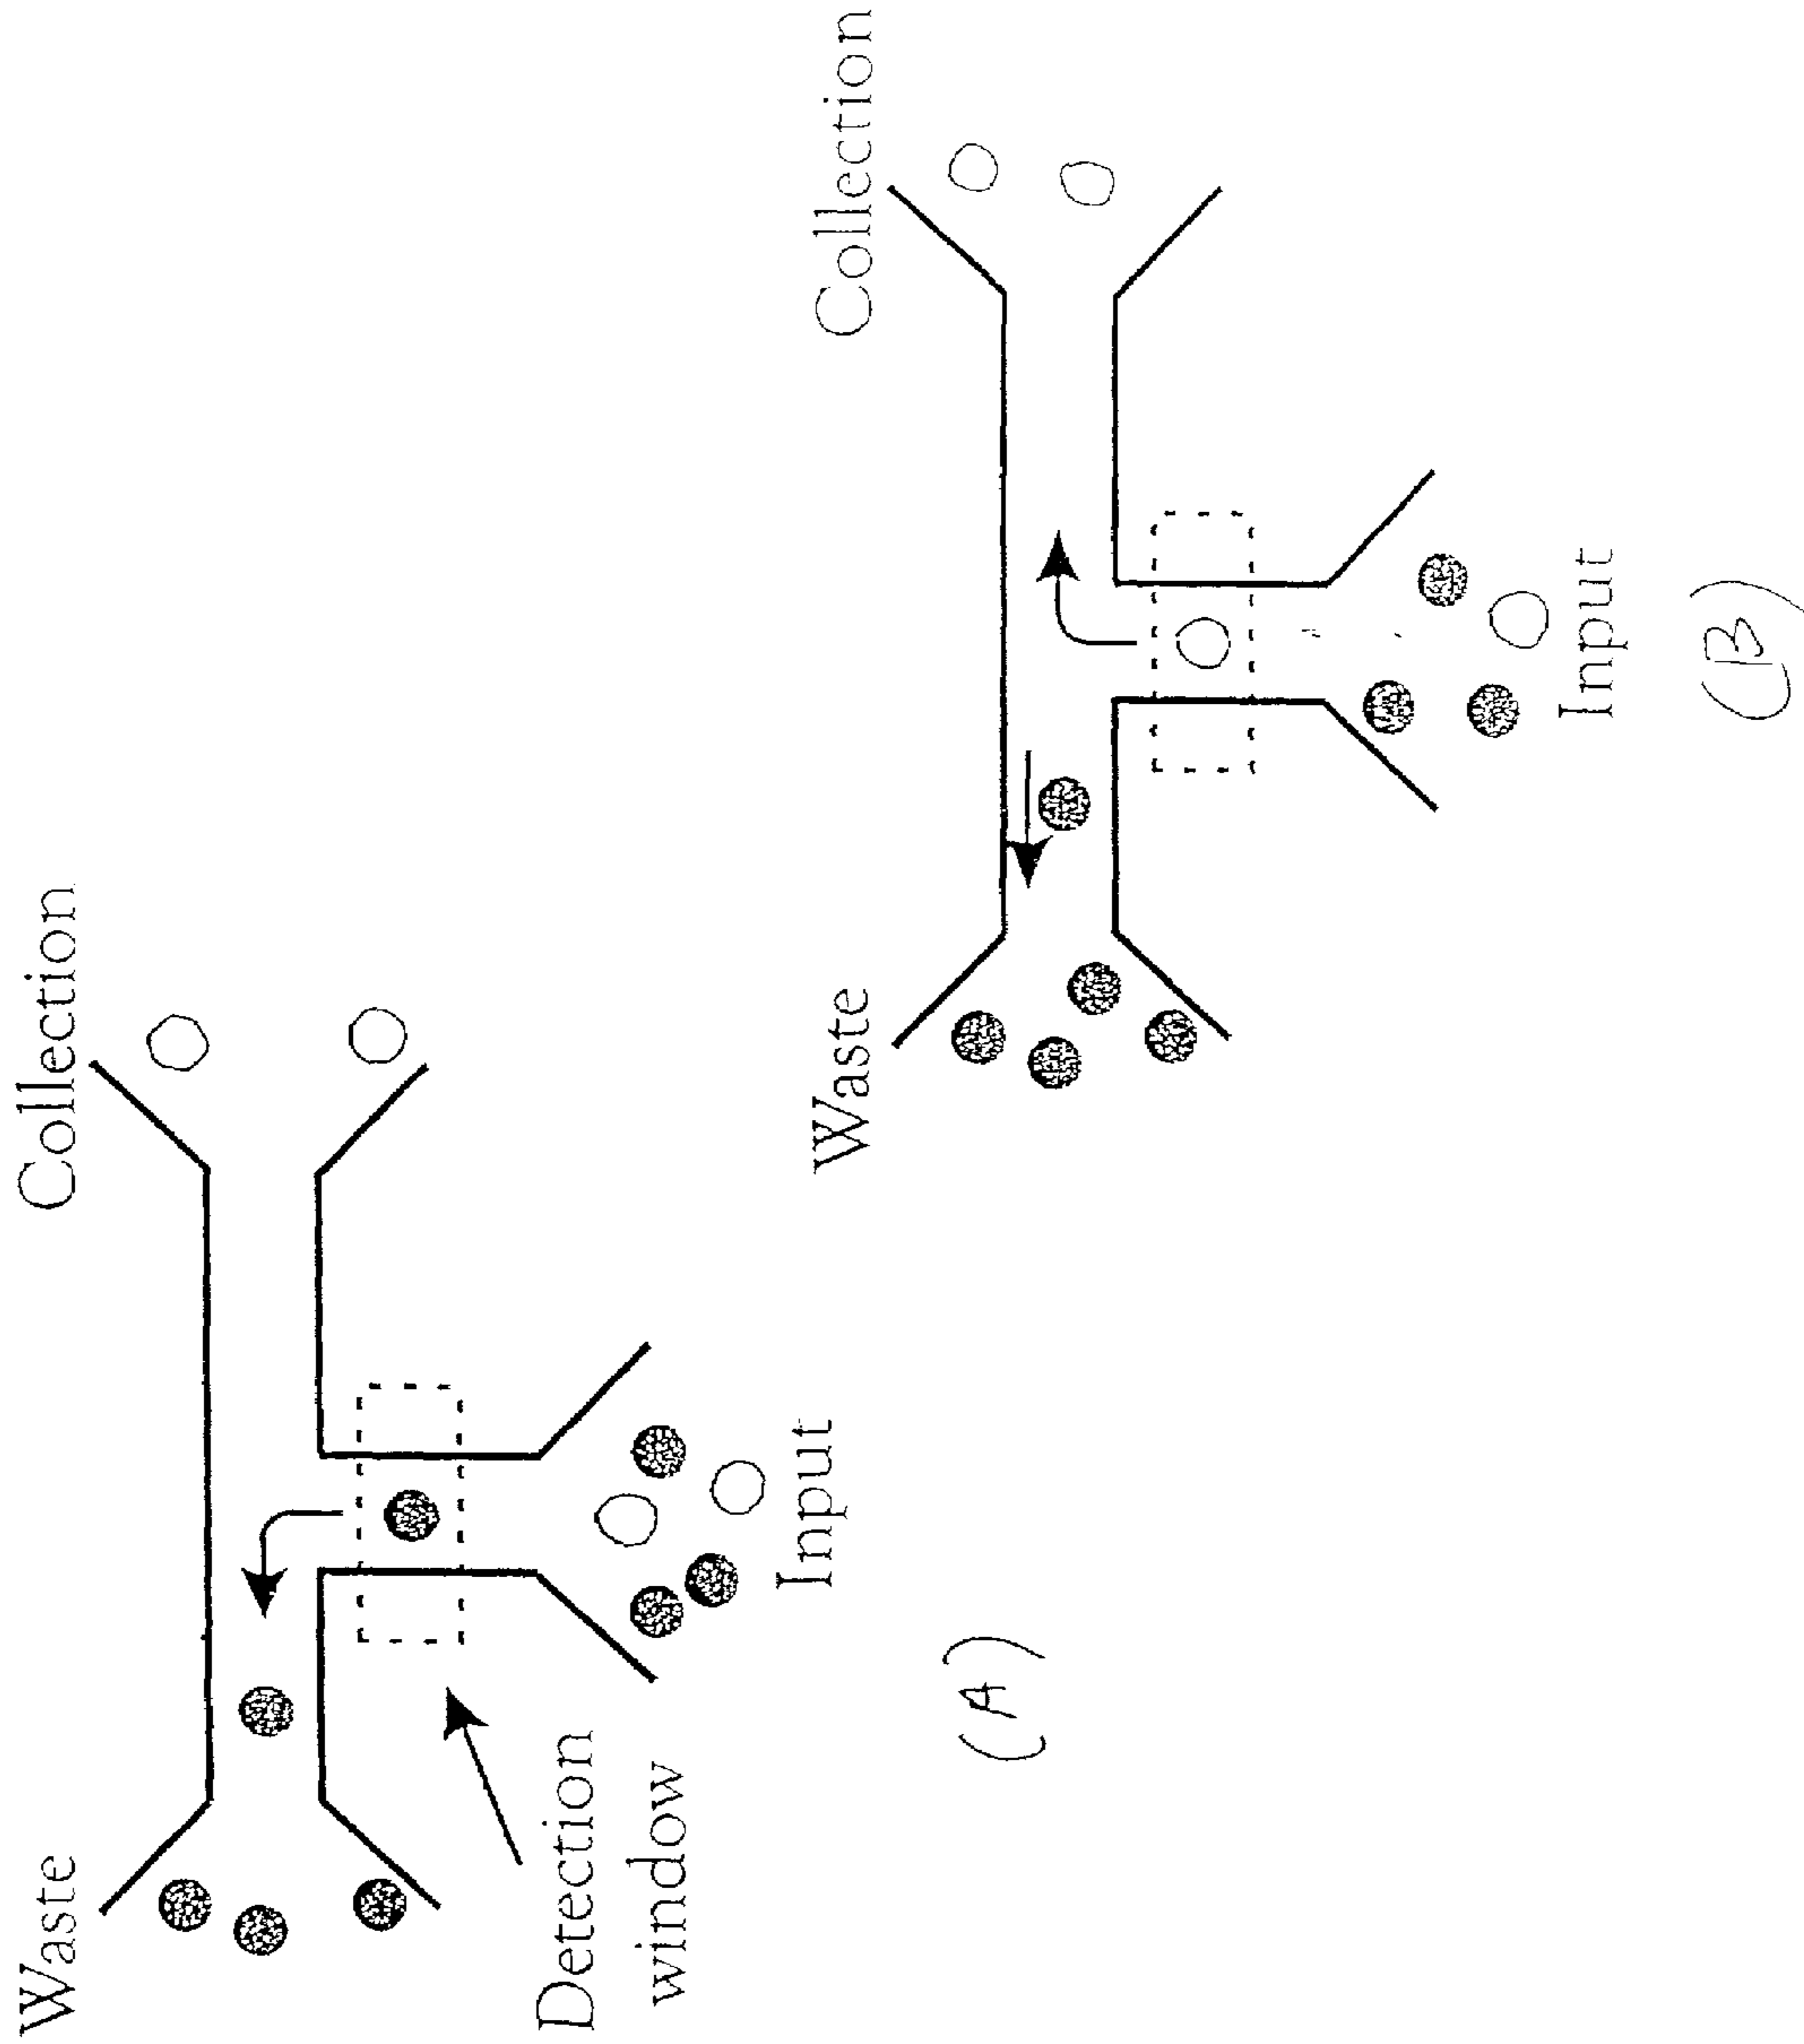 Waste
Collection
Detection
window
Input
(A)
Waste
Collection
Input
(B)